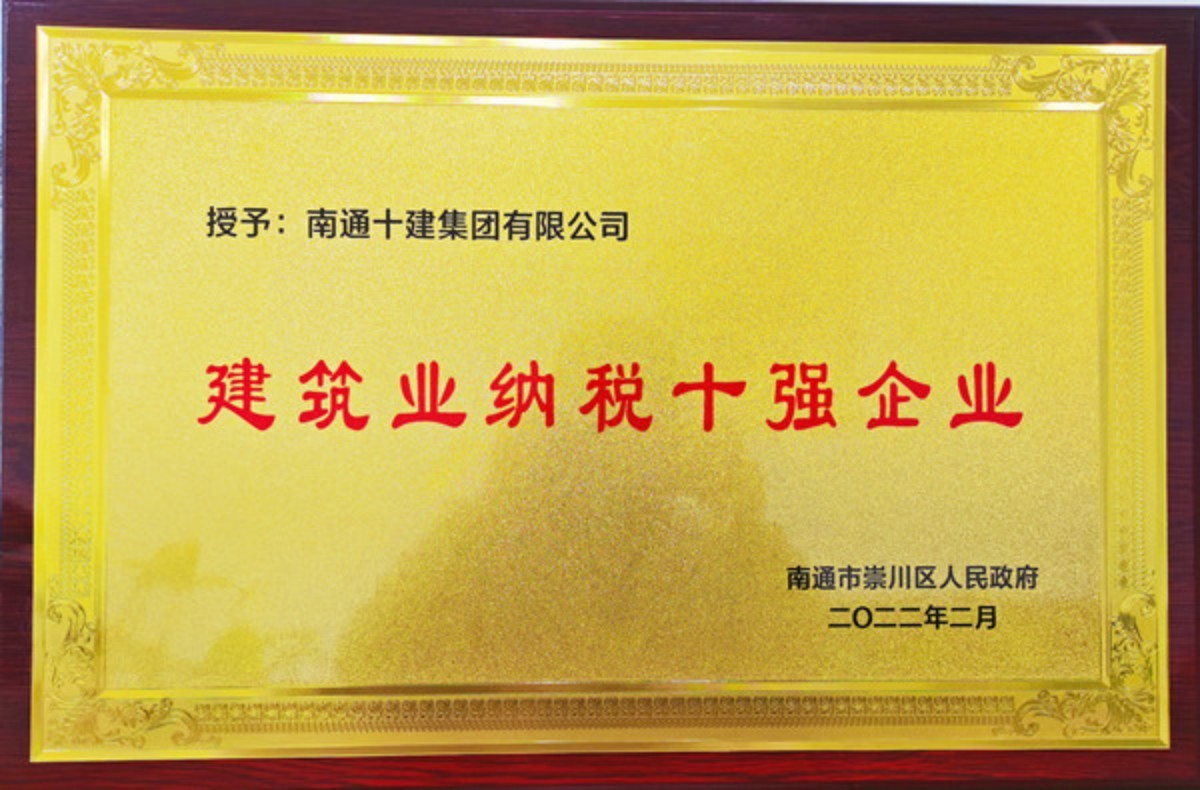 授予：南通十建集团有限公司
建筑业纳税十强企业
南通市崇川区人民政府
二〇二二年二月